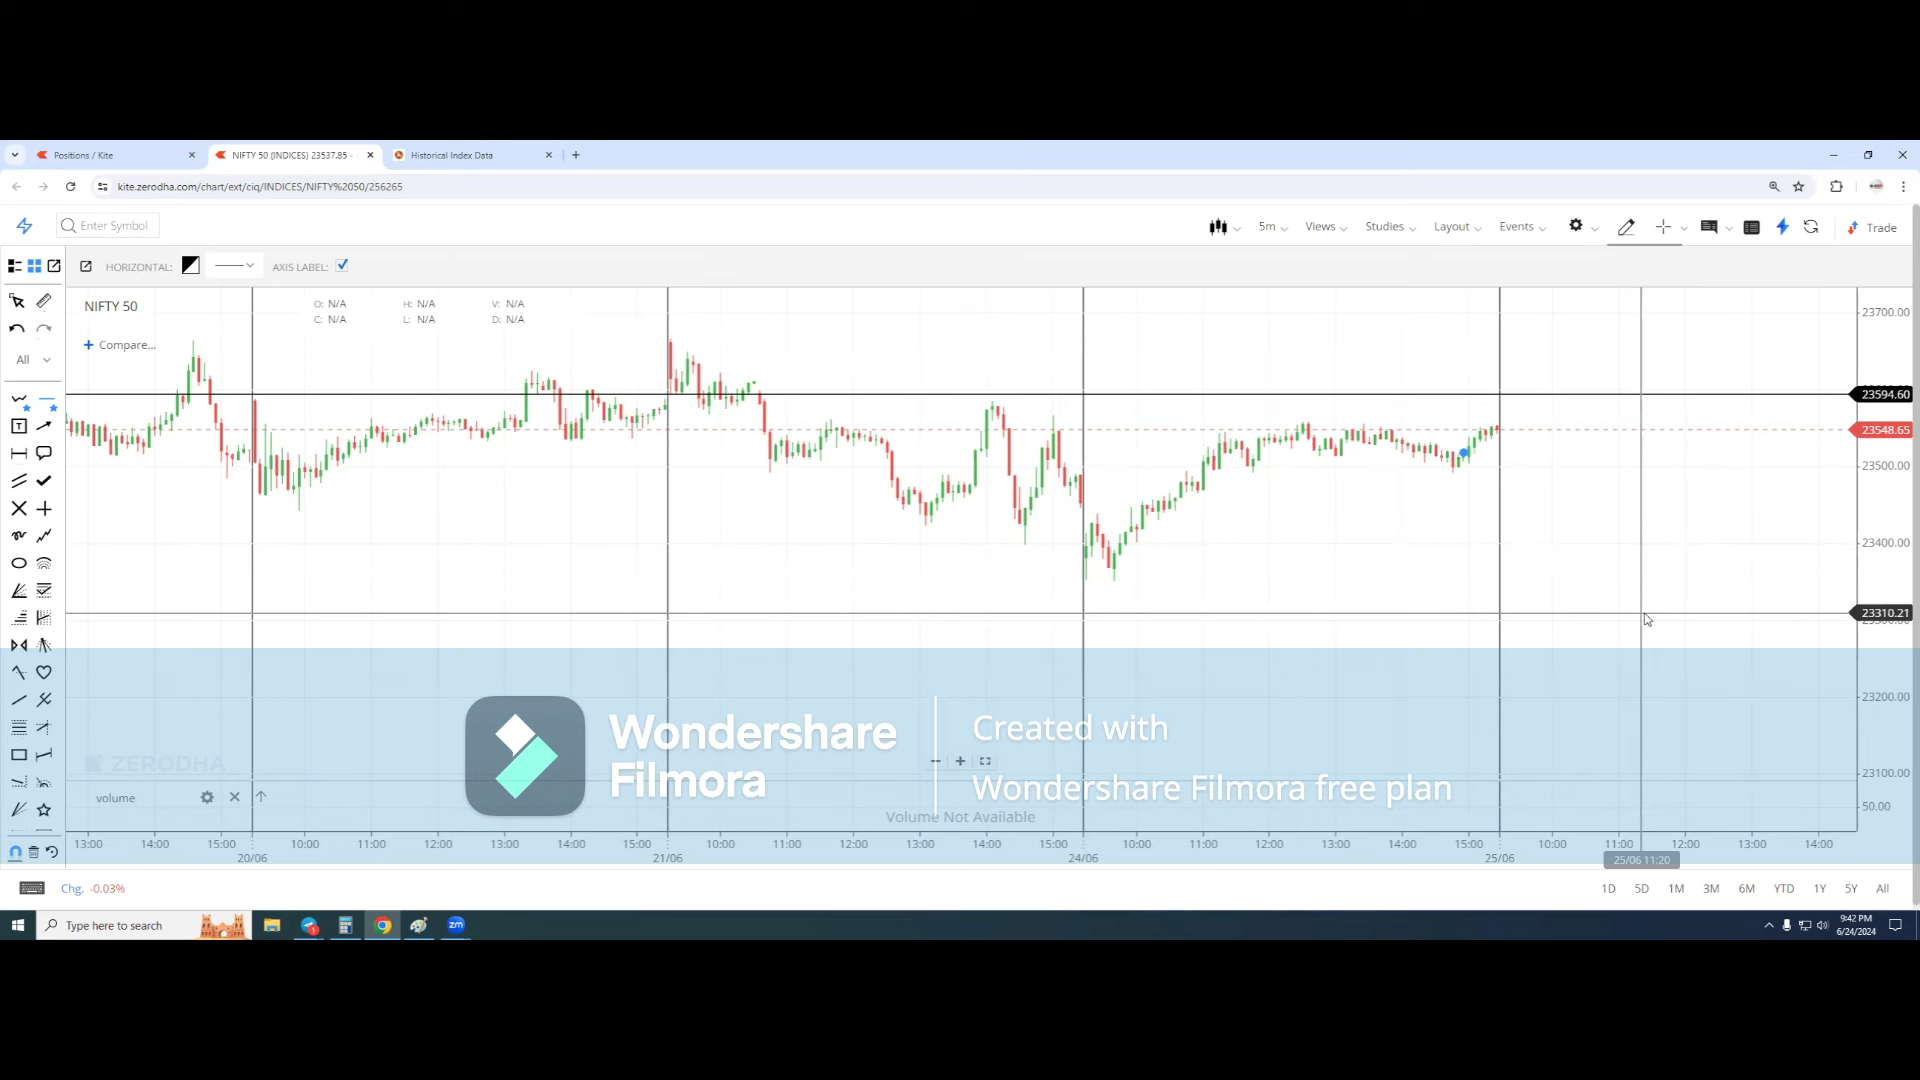 Positions / Kite
NIFTY 50 (INDICES) 23537.85 -
Historical Index Data
kite.zerodha.com/chart/ext/ciq/INDICES/NIFTY%2050/256265
Enter Symbol
5m
Views
Studies
Layout
Events
Trade
HORIZONTAL:
AXIS LABEL:
NIFTY 50
O: N/A H: N/A V: N/A
C: N/A L: N/A D: N/A
+ Compare...
All
23700.00
23594.60
23548.65
23500.00
23400.00
23310.21
23200.00
23100.00
50.00
Wondershare
Filmora
Created with
Wondershare Filmora free plan
ZERODHA
volume
Volume Not Available
13:00 14:00 15:00 10:00 11:00 12:00 13:00 14:00 15:00 10:00 11:00 12:00 13:00 14:00 15:00 10:00 11:00 12:00 13:00 14:00 15:00 10:00 11:00 12:00 13:00 14:00
20/06 21/06 24/06 25/06 25/06 11:20
Chg. -0.03%
1D 5D 1M 3M 6M YTD 1Y 5Y All
Type here to search
zm
9:42 PM
6/24/2024